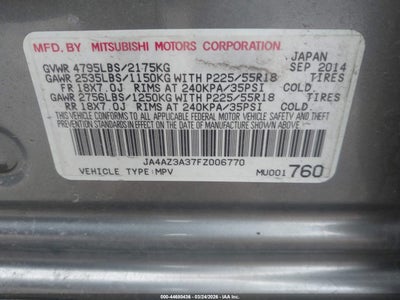 MFD. BY MITSUBISHI MOTORS CORPORATION. JAPAN
GVWR 4795LBS/2175KG SEP 2014
GAWR 2535LBS/1150KG WITH P225/55R18 TIRES
FR 18X7.0J RIMS AT 240KPA/35PSI COLD.
GAWR 2756LBS/1250KG WITH P225/55R18 TIRES
RR 18X7.0J RIMS AT 240KPA/35PSI COLD.
THIS VEHICLE CONFORMS TO ALL APPLICABLE
FEDERAL MOTOR VEHICLE SAFETY AND
THEFT PREVENTION STANDARDS IN EFFECT ON
THE DATE OF MANUFACTURE SHOWN ABOVE.
JA4AZ3A37FZ006770
VEHICLE TYPE:MPV MU001 760
000-44680436 - 03/24/2026 - © IAA, LLC